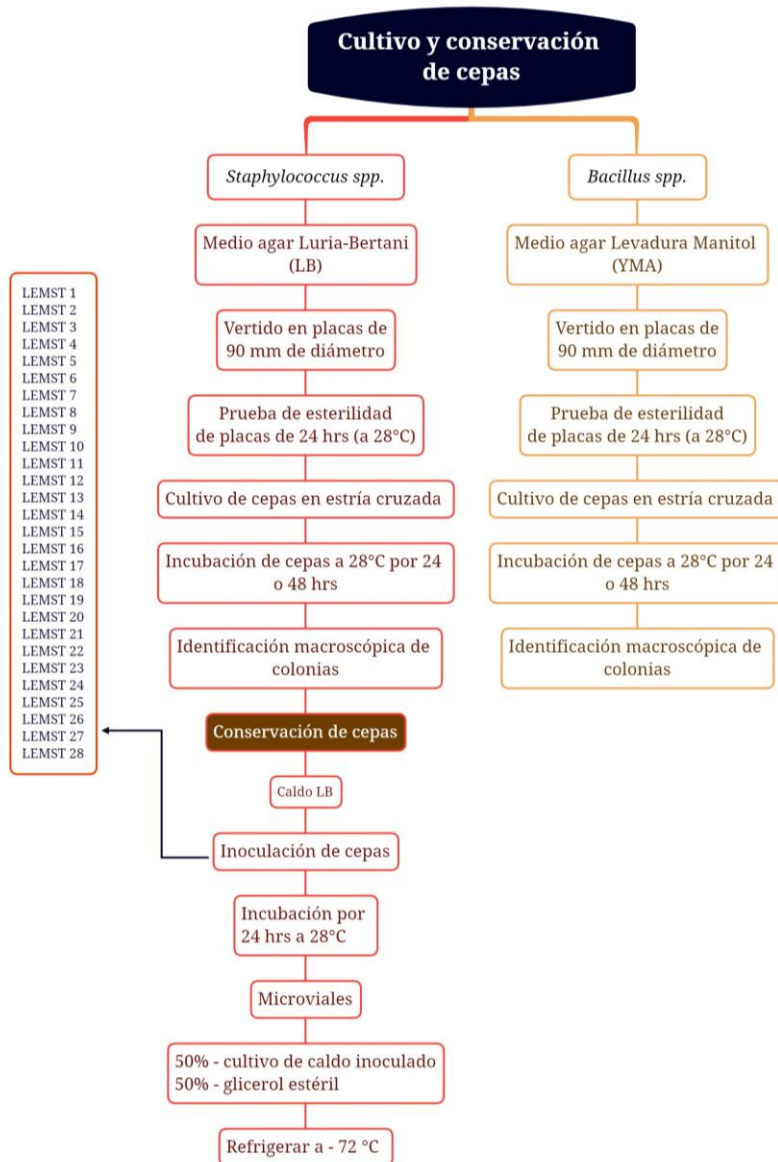 Cultivo y conservación
de cepas
Staphylococcus spp.
Medio agar Luria-Bertani
(LB)
Vertido en placas de
90 mm de diámetro
Prueba de esterilidad
de placas de 24 hrs (a 28°C)
Cultivo de cepas en estría cruzada
Incubación de cepas a 28°C por 24
o 48 hrs
Identificación macroscópica de
colonias
Conservación de cepas
Caldo LB
Inoculación de cepas
Incubación por
24 hrs a 28°C
Microviales
50% - cultivo de caldo inoculado
50% - glicerol estéril
Refrigerar a - 72 °C
Bacillus spp.
Medio agar Levadura Manitol
(YMA)
Vertido en placas de
90 mm de diámetro
Prueba de esterilidad
de placas de 24 hrs (a 28°C)
Cultivo de cepas en estría cruzada
Incubación de cepas a 28°C por 24
o 48 hrs
Identificación macroscópica de
colonias
LEMST 1
LEMST 2
LEMST 3
LEMST 4
LEMST 5
LEMST 6
LEMST 7
LEMST 8
LEMST 9
LEMST 10
LEMST 11
LEMST 12
LEMST 13
LEMST 14
LEMST 15
LEMST 16
LEMST 17
LEMST 18
LEMST 19
LEMST 20
LEMST 21
LEMST 22
LEMST 23
LEMST 24
LEMST 25
LEMST 26
LEMST 27
LEMST 28